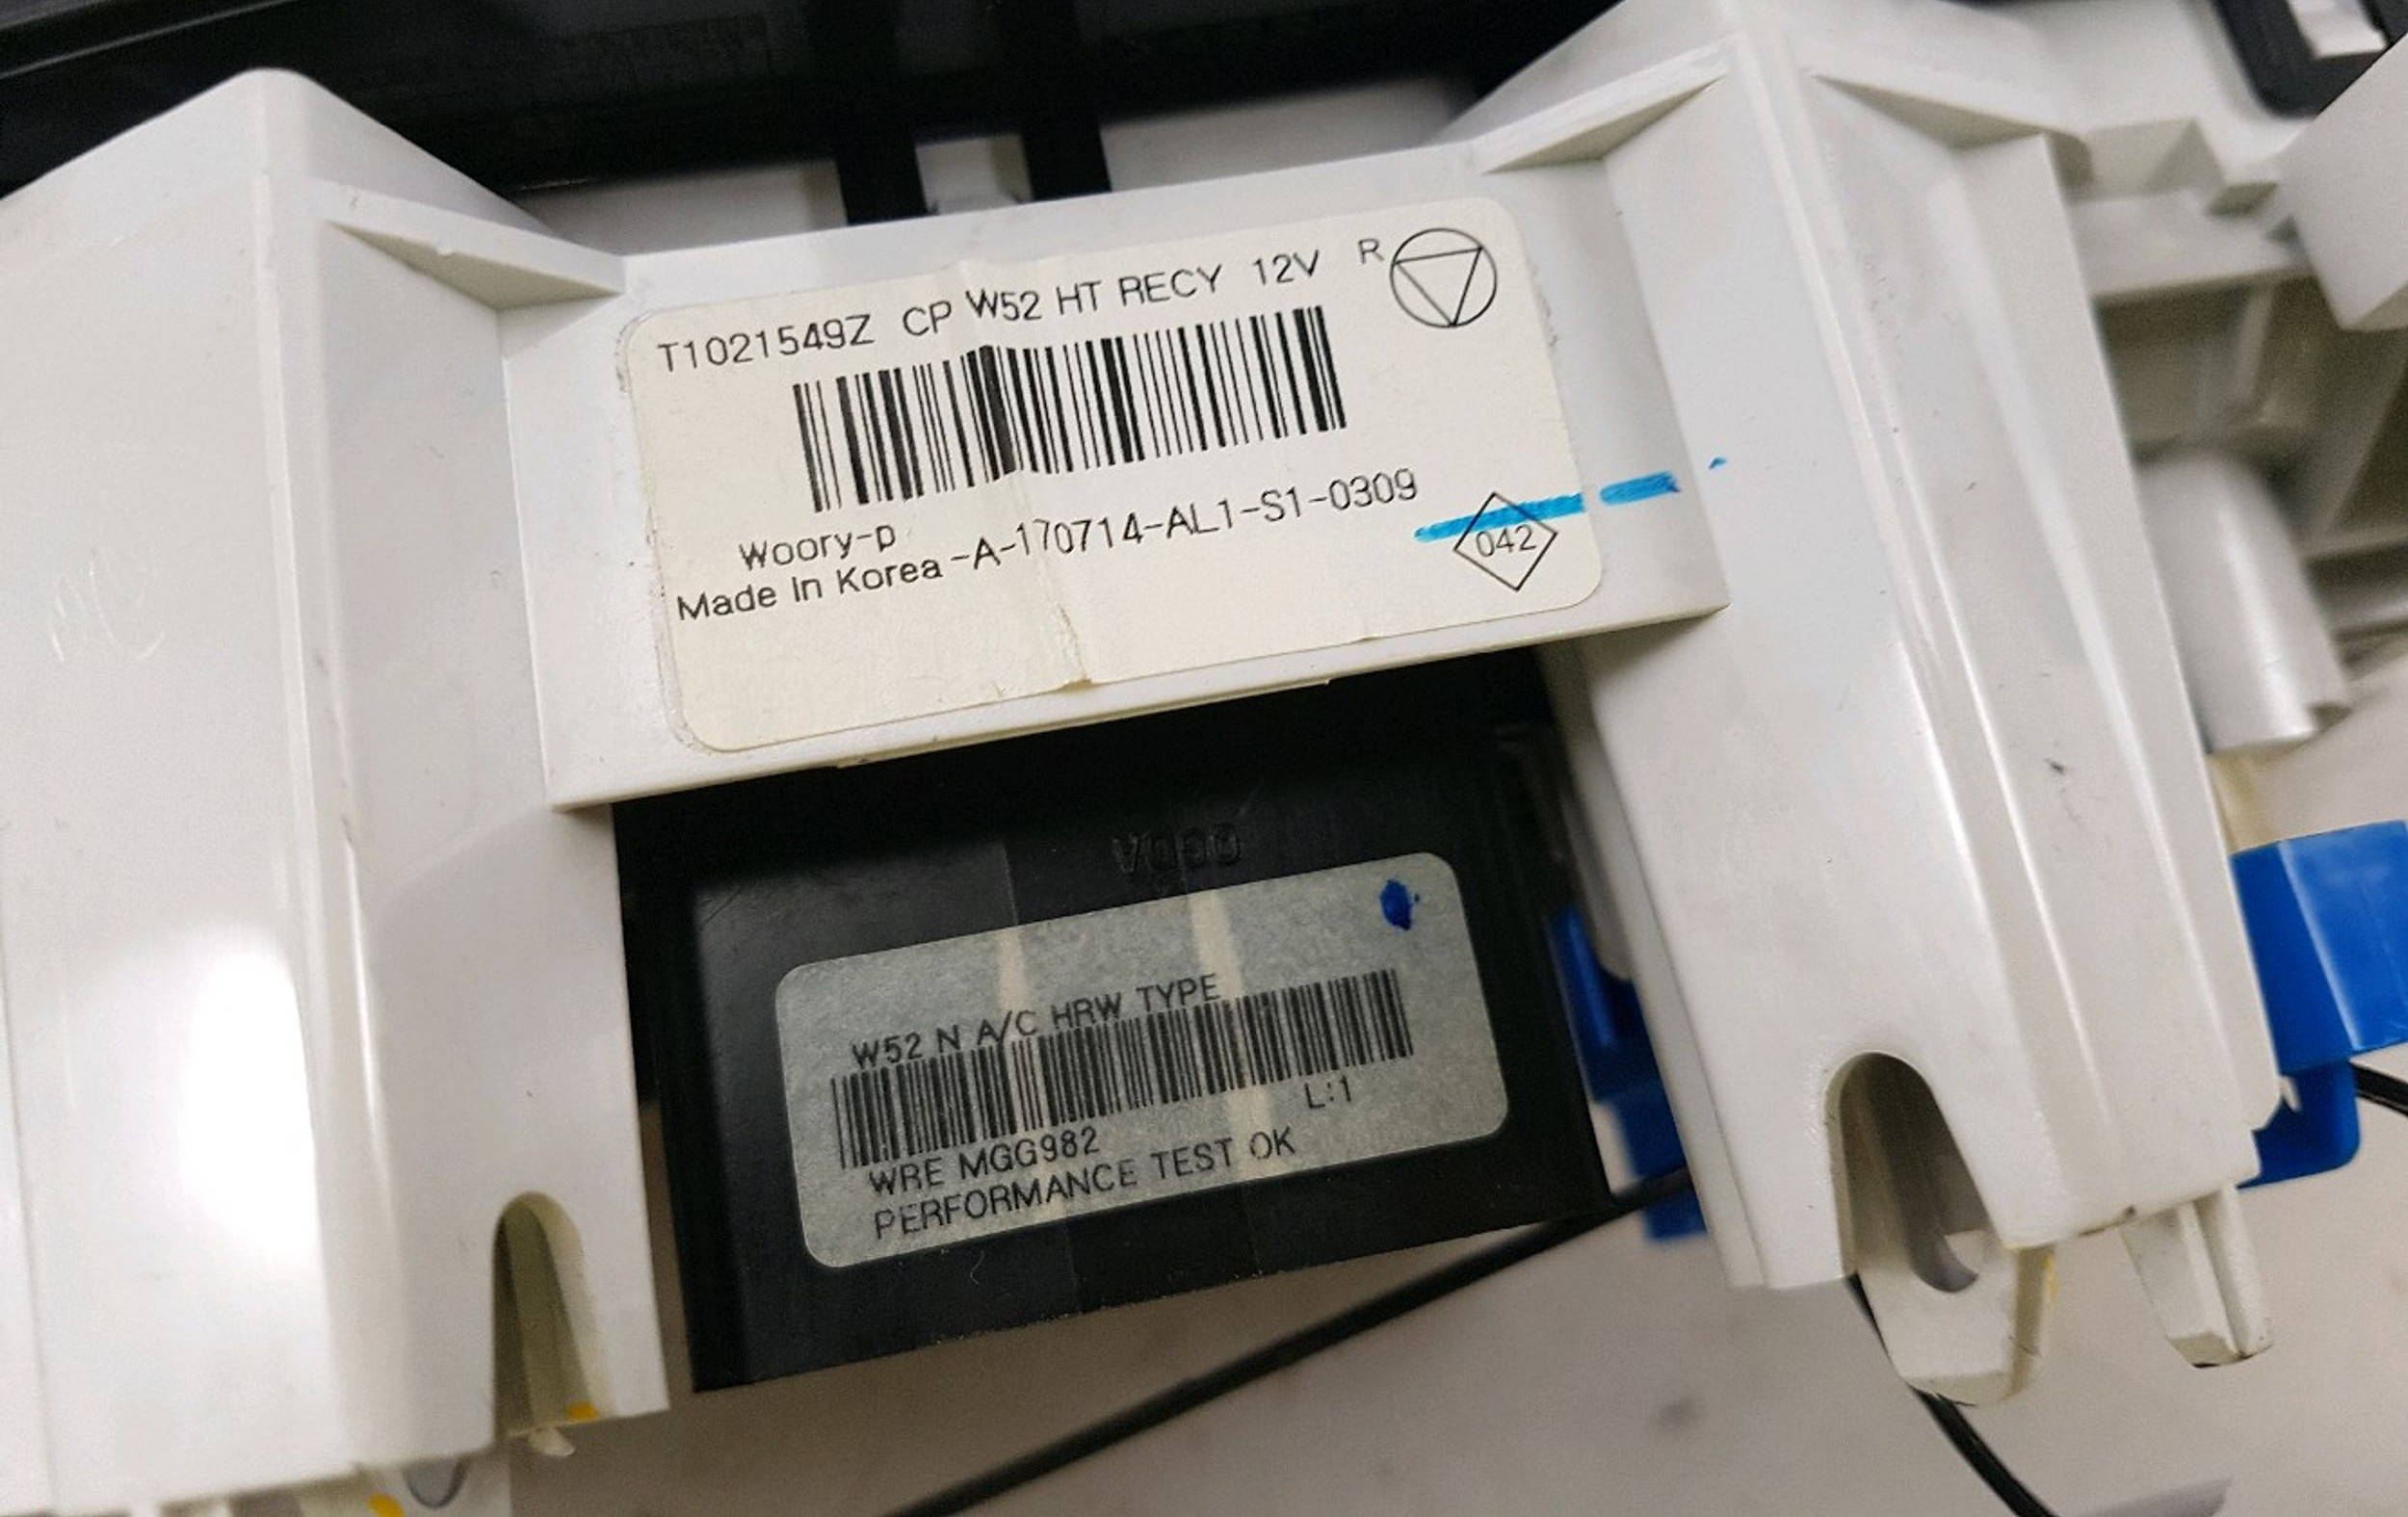 T1021549Z CP W52 HT RECY 12V R
Woory-p
Made In Korea -A-170714-AL1-S1-0309
042
W52 N A/C HRW TYPE
L:1
WRE MGG982
PERFORMANCE TEST OK